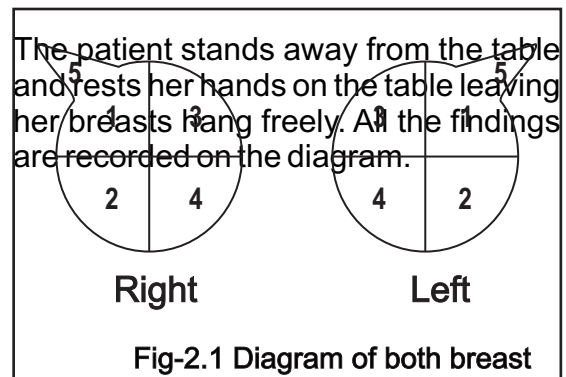 The patient stands away from the table
and rests her hands on the table leaving
her breasts hang freely. All the findings
are recorded on the diagram.
5 5
1 3 3 1
2 4 4 2
Right Left
Fig-2.1 Diagram of both breast